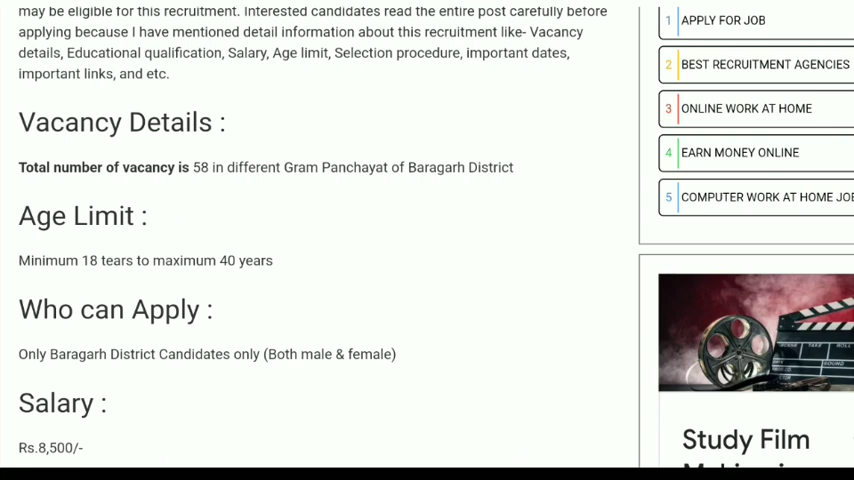 may be eligible for this recruitment. Interested candidates read the entire post carefully before
applying because I have mentioned detail information about this recruitment like- Vacancy
details, Educational qualification, Salary, Age limit, Selection procedure, important dates,
important links, and etc.
Vacancy Details :
Total number of vacancy is 58 in different Gram Panchayat of Baragarh District
Age Limit :
Minimum 18 tears to maximum 40 years
Who can Apply :
Only Baragarh District Candidates only (Both male & female)
Salary :
Rs.8,500/-
1 APPLY FOR JOB
2 BEST RECRUITMENT AGENCIES
3 ONLINE WORK AT HOME
4 EARN MONEY ONLINE
5 COMPUTER WORK AT HOME JOB
Study Film